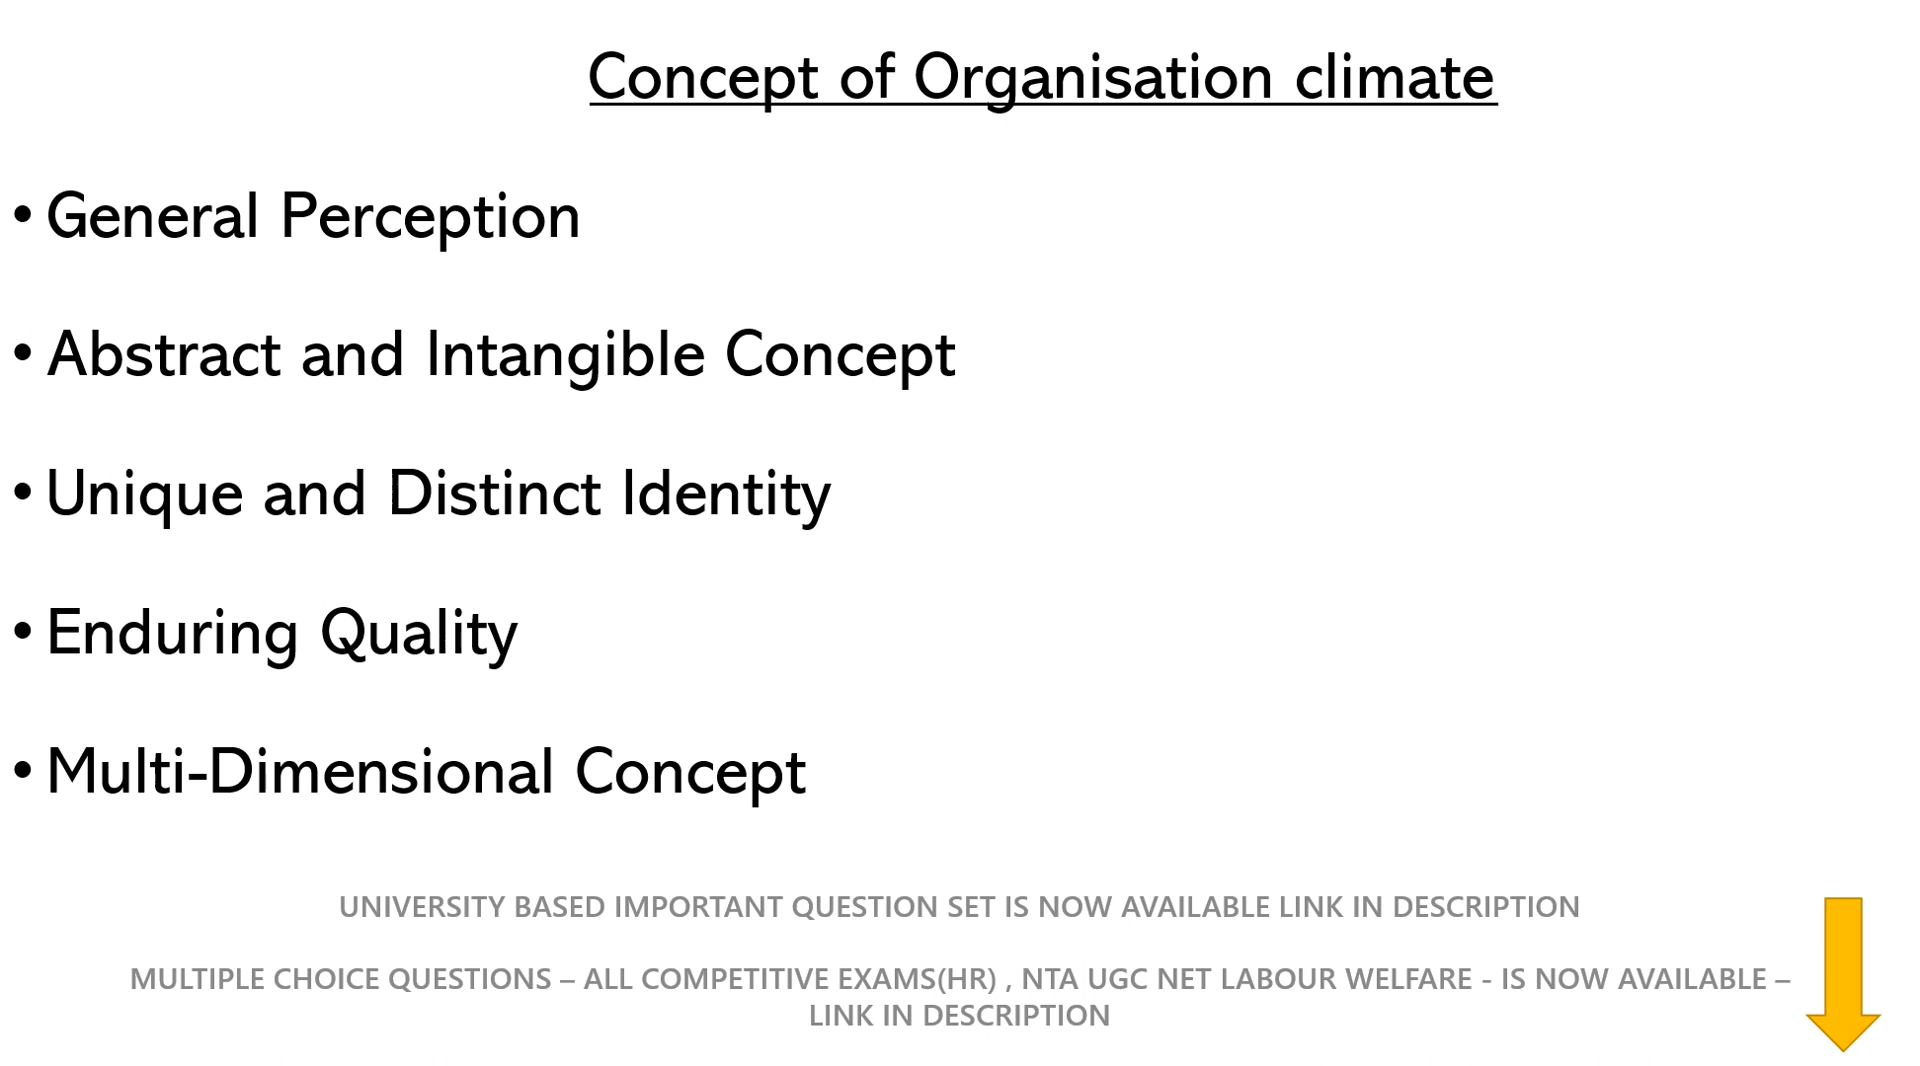 Concept of Organisation climate
• General Perception
• Abstract and Intangible Concept
• Unique and Distinct Identity
• Enduring Quality
• Multi-Dimensional Concept
UNIVERSITY BASED IMPORTANT QUESTION SET IS NOW AVAILABLE LINK IN DESCRIPTION
MULTIPLE CHOICE QUESTIONS – ALL COMPETITIVE EXAMS(HR) , NTA UGC NET LABOUR WELFARE - IS NOW AVAILABLE –
LINK IN DESCRIPTION